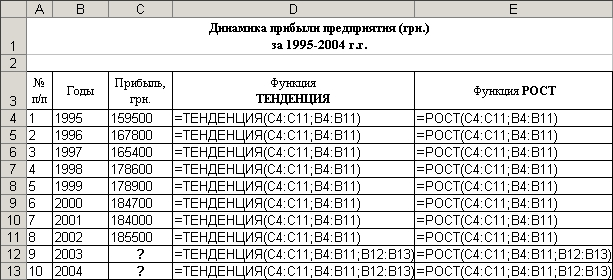 A B C D E
1 Динамика прибыли предприятия (грн.)
за 1995-2004 г.г.
2
3 № п/п Годы Прибыль, грн. Функция ТЕНДЕНЦИЯ Функция РОСТ
4 1 1995 159500 =ТЕНДЕНЦИЯ(C4:C11;B4:B11) =РОСТ(C4:C11;B4:B11)
5 2 1996 167800 =ТЕНДЕНЦИЯ(C4:C11;B4:B11) =РОСТ(C4:C11;B4:B11)
6 3 1997 165400 =ТЕНДЕНЦИЯ(C4:C11;B4:B11) =РОСТ(C4:C11;B4:B11)
7 4 1998 178600 =ТЕНДЕНЦИЯ(C4:C11;B4:B11) =РОСТ(C4:C11;B4:B11)
8 5 1999 178900 =ТЕНДЕНЦИЯ(C4:C11;B4:B11) =РОСТ(C4:C11;B4:B11)
9 6 2000 184700 =ТЕНДЕНЦИЯ(C4:C11;B4:B11) =РОСТ(C4:C11;B4:B11)
10 7 2001 184000 =ТЕНДЕНЦИЯ(C4:C11;B4:B11) =РОСТ(C4:C11;B4:B11)
11 8 2002 185500 =ТЕНДЕНЦИЯ(C4:C11;B4:B11) =РОСТ(C4:C11;B4:B11)
12 9 2003 ? =ТЕНДЕНЦИЯ(C4:C11;B4:B11;B12:B13) =РОСТ(C4:C11;B4:B11;B12:B13)
13 10 2004 ? =ТЕНДЕНЦИЯ(C4:C11;B4:B11;B12:B13) =РОСТ(C4:C11;B4:B11;B12:B13)